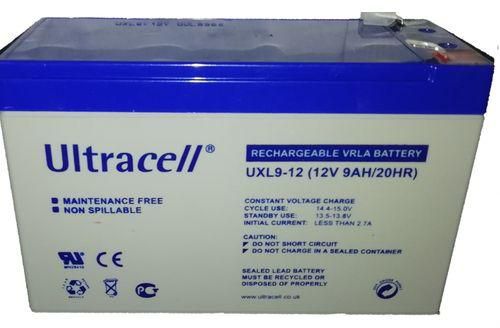 Ultracell®
MAINTENANCE FREE
NON SPILLABLE
RECHARGEABLE VRLA BATTERY
UXL9-12 (12V 9AH/20HR)
CONSTANT VOLTAGE CHARGE
CYCLE USE: 14.4-15.0V
STANDBY USE: 13.5-13.8V
INITIAL CURRENT: LESS THAN 2.7A
DO NOT SHORT CIRCUIT
DO NOT CHARGE IN A SEALED CONTAINER
SEALED LEAD BATTERY
MUST BE RECYCLED OR
DISPOSED OF PROPERLY
www.ultracell.co.uk
CE
Pb